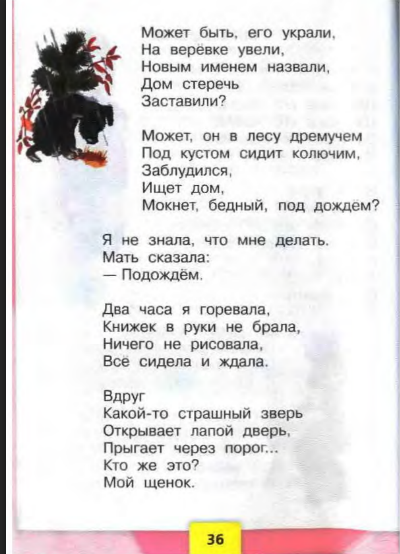 Может быть, его украли,
На верёвке увели,
Новым именем назвали,
Дом стеречь
Заставили?
Может, он в лесу дремучем
Под кустом сидит колючим,
Заблудился,
Ищет дом,
Мокнет, бедный, под дождём?
Я не знала, что мне делать.
Мать сказала:
— Подождём.
Два часа я горевала,
Книжек в руки не брала,
Ничего не рисовала,
Всё сидела и ждала.
Вдруг
Какой-то страшный зверь
Открывает лапой дверь,
Прыгает через порог...
Кто же это?
Мой щенок.
36